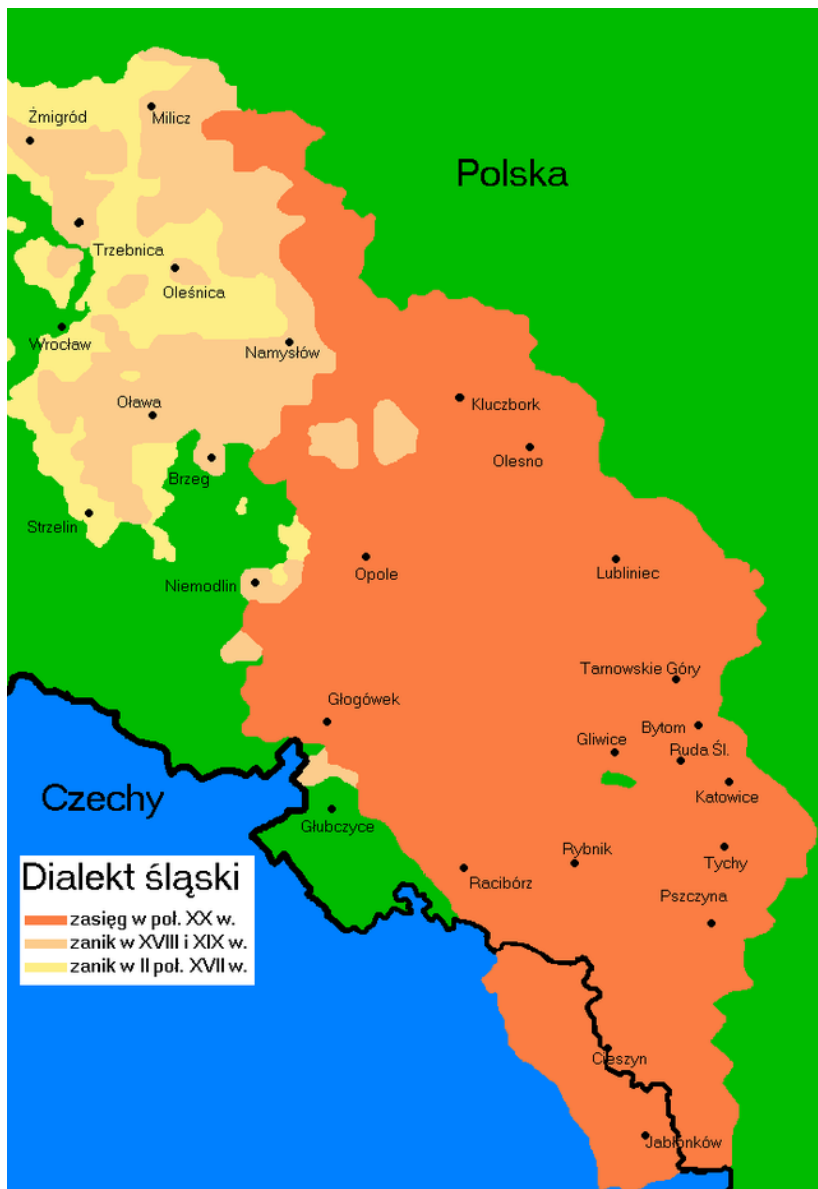 Żmigród
Milicz
Polska
Trzebnica
Oleśnica
Wrocław
Namysłów
Oława
Kluczbork
Olesno
Brzeg
Strzelin
Niemodlin
Opole
Lubliniec
Tarnowskie Góry
Głogówek
Bytom
Gliwice
Ruda Śl.
Katowice
Czechy
Głubczyce
Rybnik
Tychy
Racibórz
Pszczyna
Dialekt śląski
zasięg w poł. XX w.
zanik w XVIII i XIX w.
zanik w II poł. XVII w.
Cieszyn
Jabłonków